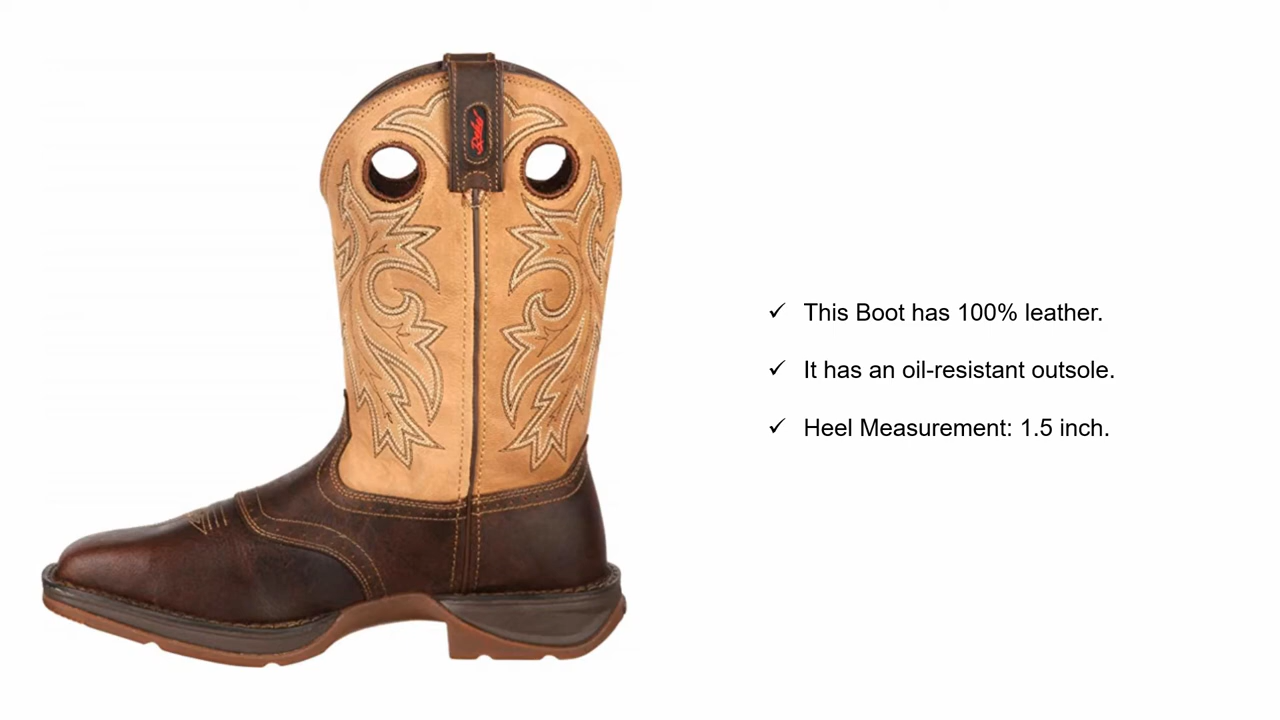 This Boot has 100% leather.
It has an oil-resistant outsole.
Heel Measurement: 1.5 inch.